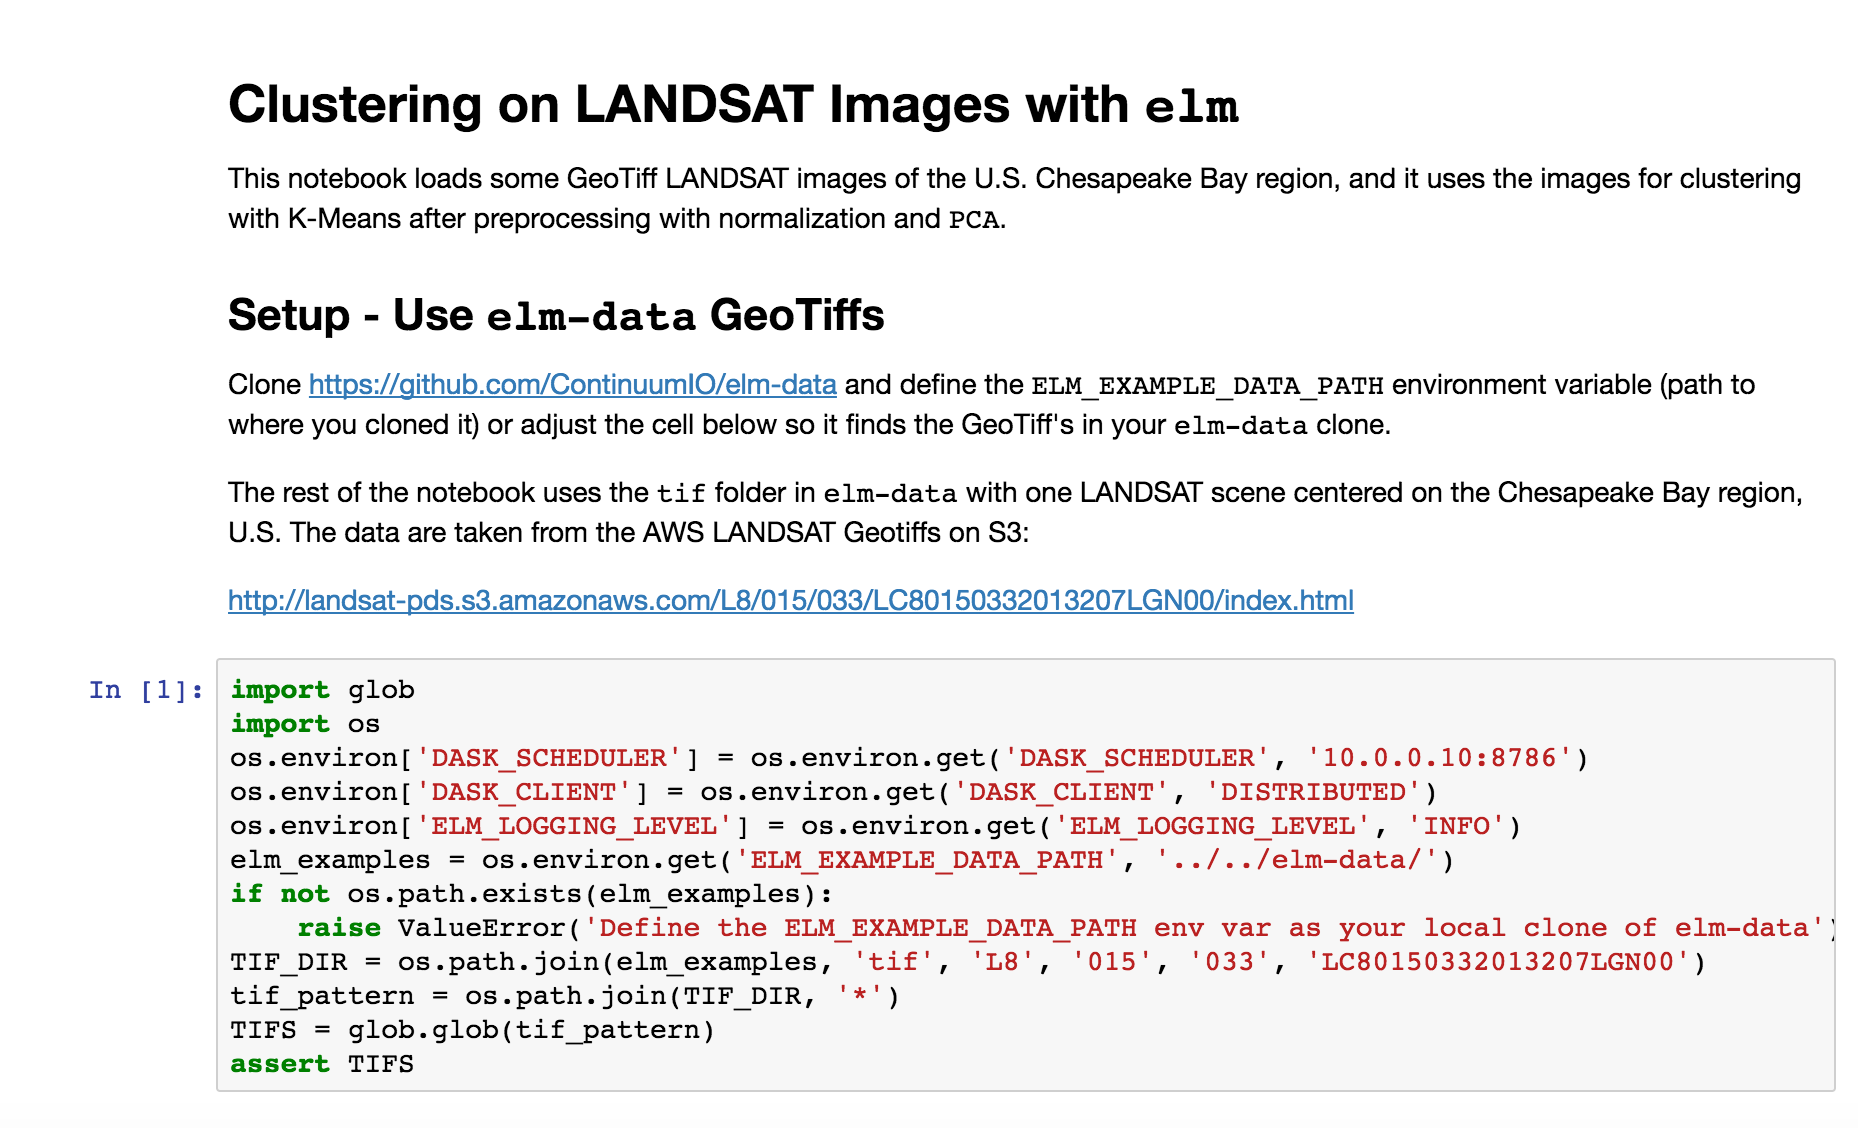 Clustering on LANDSAT Images with elm
This notebook loads some GeoTiff LANDSAT images of the U.S. Chesapeake Bay region, and it uses the images for clustering
with K-Means after preprocessing with normalization and PCA.
Setup - Use elm-data GeoTiffs
Clone https://github.com/ContinuumIO/elm-data and define the ELM_EXAMPLE_DATA_PATH environment variable (path to
where you cloned it) or adjust the cell below so it finds the GeoTiff's in your elm-data clone.
The rest of the notebook uses the tif folder in elm-data with one LANDSAT scene centered on the Chesapeake Bay region,
U.S. The data are taken from the AWS LANDSAT Geotiffs on S3:
http://landsat-pds.s3.amazonaws.com/L8/015/033/LC80150332013207LGN00/index.html
In [1]: import glob
import os
os.environ['DASK_SCHEDULER'] = os.environ.get('DASK_SCHEDULER', '10.0.0.10:8786')
os.environ['DASK_CLIENT'] = os.environ.get('DASK_CLIENT', 'DISTRIBUTED')
os.environ['ELM_LOGGING_LEVEL'] = os.environ.get('ELM_LOGGING_LEVEL', 'INFO')
elm_examples = os.environ.get('ELM_EXAMPLE_DATA_PATH', '../../elm-data/')
if not os.path.exists(elm_examples):
    raise ValueError('Define the ELM_EXAMPLE_DATA_PATH env var as your local clone of elm-data')
TIF_DIR = os.path.join(elm_examples, 'tif', 'L8', '015', '033', 'LC80150332013207LGN00')
tif_pattern = os.path.join(TIF_DIR, '*')
TIFS = glob.glob(tif_pattern)
assert TIFS